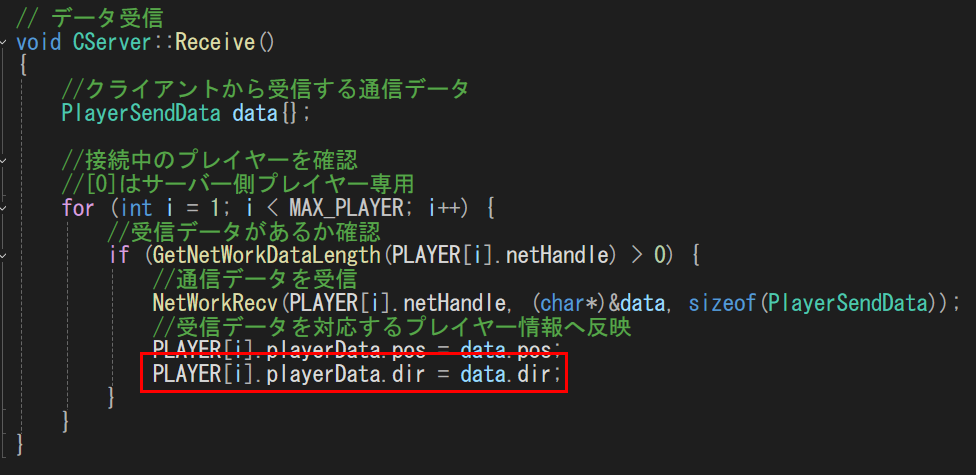 // データ受信
void CServer::Receive()
{
//クライアントから受信する通信データ
PlayerSendData data{};
//接続中のプレイヤーを確認
//[0]はサーバー側プレイヤー専用
for (int i = 1; i < MAX_PLAYER; i++) {
//受信データがあるか確認
if (GetNetWorkDataLength(PLAYER[i].netHandle) > 0) {
//通信データを受信
NetWorkRecv(PLAYER[i].netHandle, (char*)&data, sizeof(PlayerSendData));
//受信データを対応するプレイヤー情報へ反映
PLAYER[i].playerData.pos = data.pos;
PLAYER[i].playerData.dir = data.dir;
}
}
}